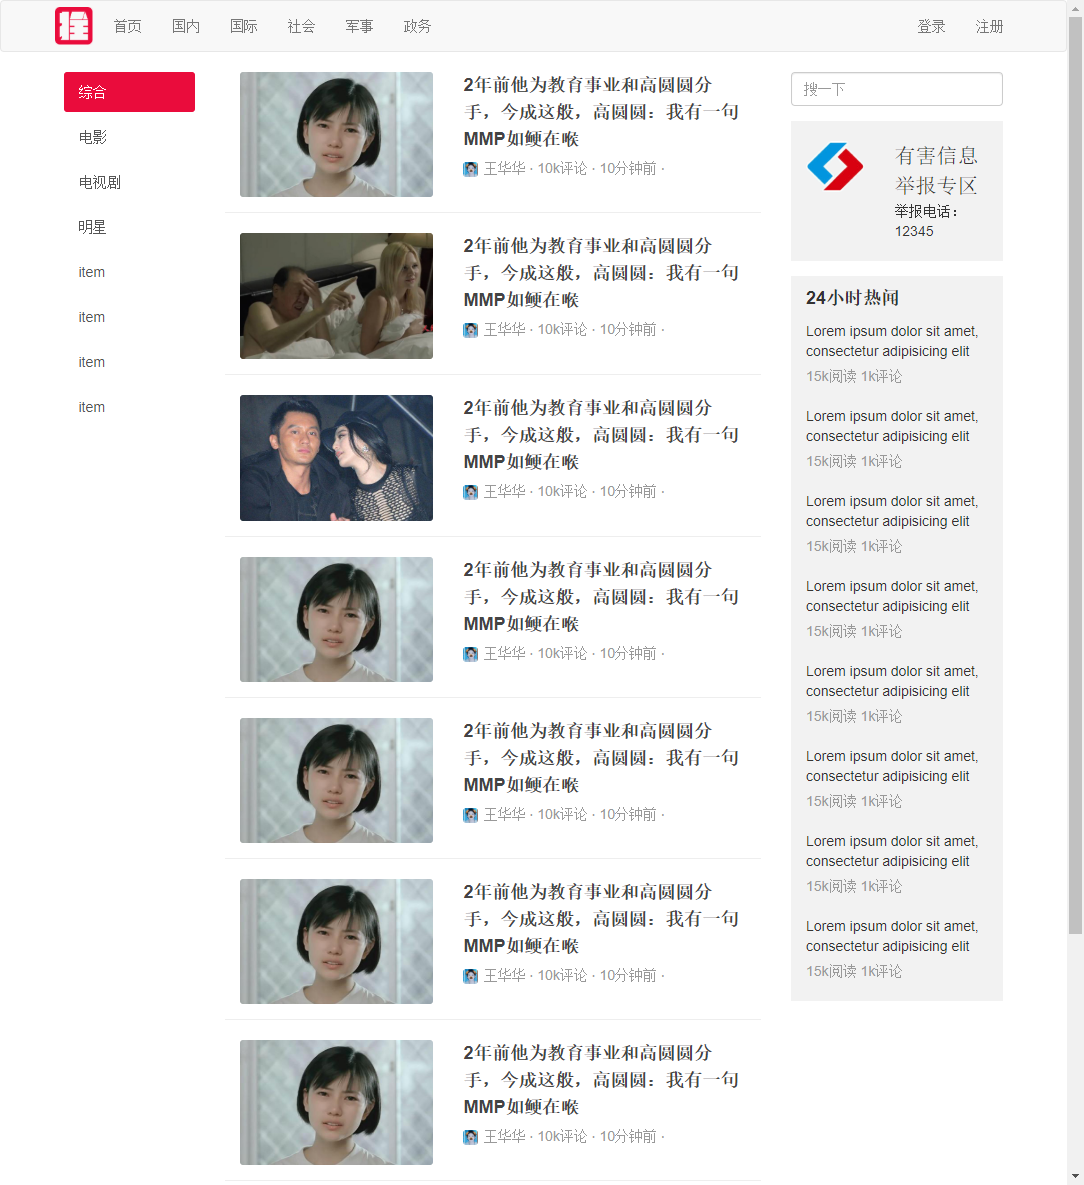 首页 国内 国际 社会 军事 政务 登录 注册
综合
电影
电视剧
明星
item
item
item
item
2年前他为教育事业和高圆圆分
手，今成这般，高圆圆：我有一句
MMP如鲠在喉
王华华 · 10k评论 · 10分钟前 ·
2年前他为教育事业和高圆圆分
手，今成这般，高圆圆：我有一句
MMP如鲠在喉
王华华 · 10k评论 · 10分钟前 ·
2年前他为教育事业和高圆圆分
手，今成这般，高圆圆：我有一句
MMP如鲠在喉
王华华 · 10k评论 · 10分钟前 ·
2年前他为教育事业和高圆圆分
手，今成这般，高圆圆：我有一句
MMP如鲠在喉
王华华 · 10k评论 · 10分钟前 ·
2年前他为教育事业和高圆圆分
手，今成这般，高圆圆：我有一句
MMP如鲠在喉
王华华 · 10k评论 · 10分钟前 ·
2年前他为教育事业和高圆圆分
手，今成这般，高圆圆：我有一句
MMP如鲠在喉
王华华 · 10k评论 · 10分钟前 ·
2年前他为教育事业和高圆圆分
手，今成这般，高圆圆：我有一句
MMP如鲠在喉
王华华 · 10k评论 · 10分钟前 ·
搜一下
有害信息
举报专区
举报电话：
12345
24小时热闻
Lorem ipsum dolor sit amet,
consectetur adipisicing elit
15k阅读 1k评论
Lorem ipsum dolor sit amet,
consectetur adipisicing elit
15k阅读 1k评论
Lorem ipsum dolor sit amet,
consectetur adipisicing elit
15k阅读 1k评论
Lorem ipsum dolor sit amet,
consectetur adipisicing elit
15k阅读 1k评论
Lorem ipsum dolor sit amet,
consectetur adipisicing elit
15k阅读 1k评论
Lorem ipsum dolor sit amet,
consectetur adipisicing elit
15k阅读 1k评论
Lorem ipsum dolor sit amet,
consectetur adipisicing elit
15k阅读 1k评论
Lorem ipsum dolor sit amet,
consectetur adipisicing elit
15k阅读 1k评论